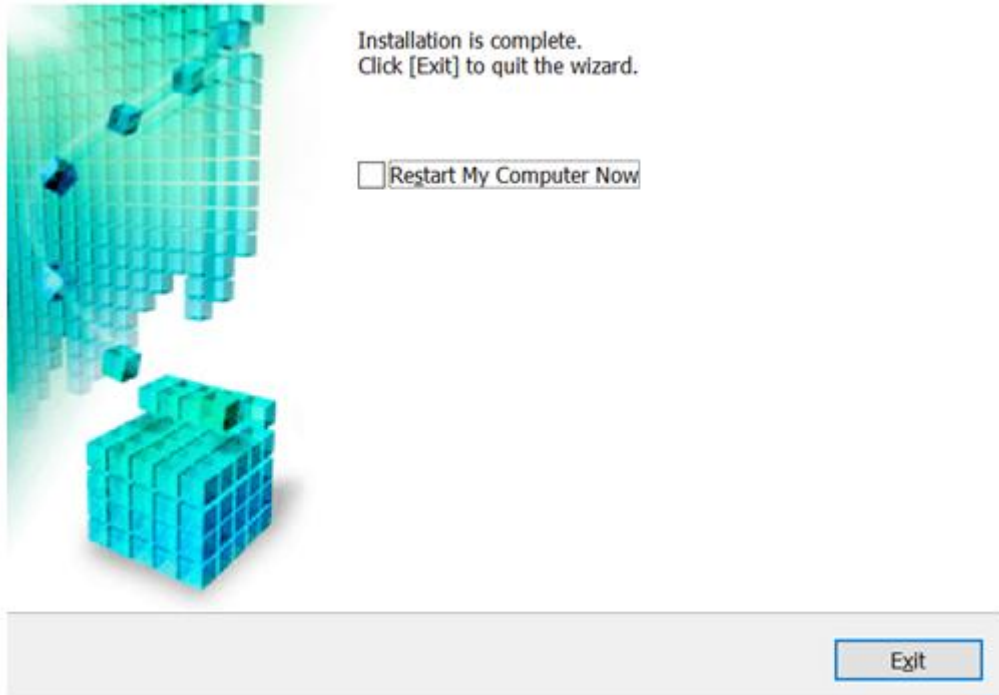 Installation is complete.
Click [Exit] to quit the wizard.
Restart My Computer Now
Exit